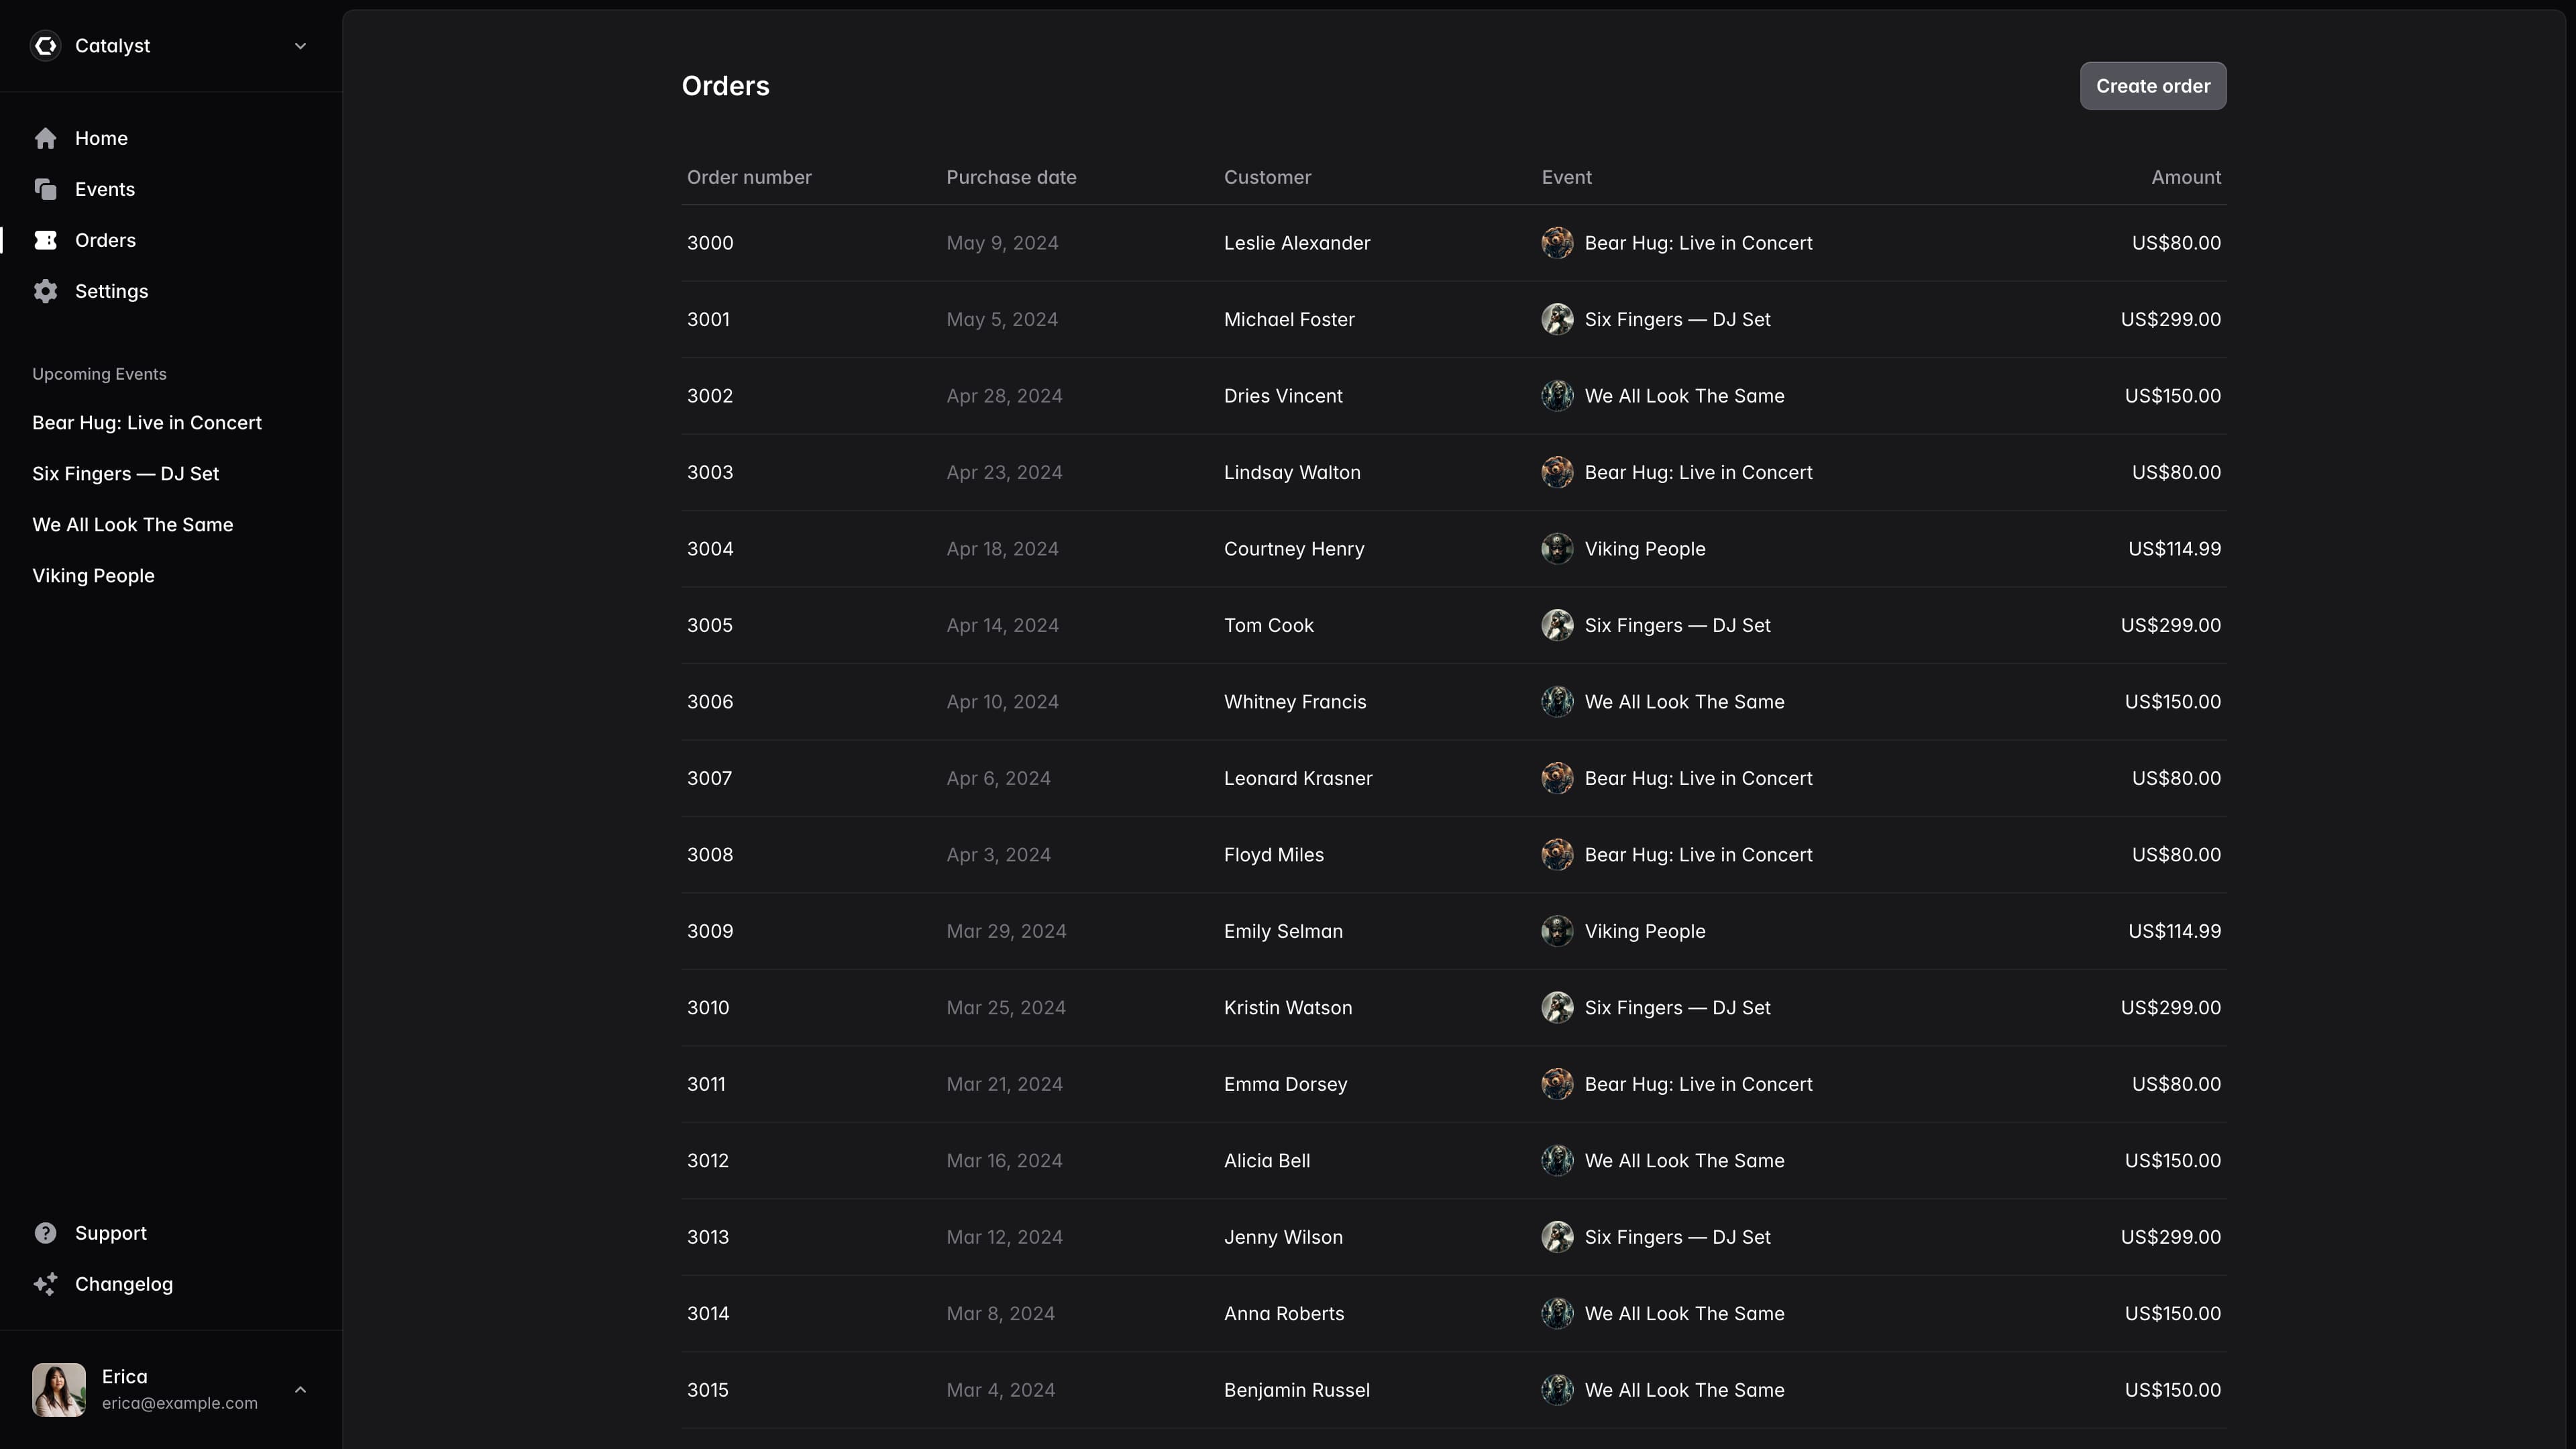 Catalyst
Home
Events
Orders
Settings
Upcoming Events
Bear Hug: Live in Concert
Six Fingers — DJ Set
We All Look The Same
Viking People
Support
Changelog
Erica
erica@example.com
Orders
Create order
Order number Purchase date Customer Event Amount
3000 May 9, 2024 Leslie Alexander Bear Hug: Live in Concert US$80.00
3001 May 5, 2024 Michael Foster Six Fingers — DJ Set US$299.00
3002 Apr 28, 2024 Dries Vincent We All Look The Same US$150.00
3003 Apr 23, 2024 Lindsay Walton Bear Hug: Live in Concert US$80.00
3004 Apr 18, 2024 Courtney Henry Viking People US$114.99
3005 Apr 14, 2024 Tom Cook Six Fingers — DJ Set US$299.00
3006 Apr 10, 2024 Whitney Francis We All Look The Same US$150.00
3007 Apr 6, 2024 Leonard Krasner Bear Hug: Live in Concert US$80.00
3008 Apr 3, 2024 Floyd Miles Bear Hug: Live in Concert US$80.00
3009 Mar 29, 2024 Emily Selman Viking People US$114.99
3010 Mar 25, 2024 Kristin Watson Six Fingers — DJ Set US$299.00
3011 Mar 21, 2024 Emma Dorsey Bear Hug: Live in Concert US$80.00
3012 Mar 16, 2024 Alicia Bell We All Look The Same US$150.00
3013 Mar 12, 2024 Jenny Wilson Six Fingers — DJ Set US$299.00
3014 Mar 8, 2024 Anna Roberts We All Look The Same US$150.00
3015 Mar 4, 2024 Benjamin Russel We All Look The Same US$150.00